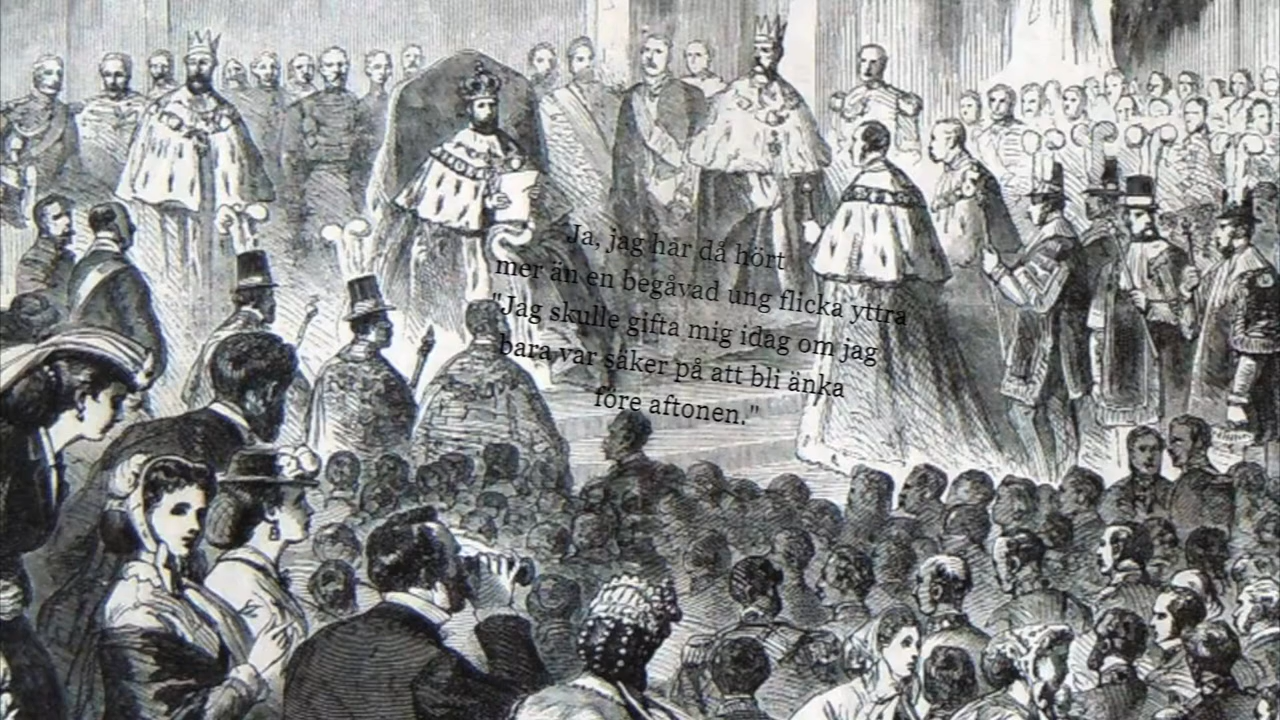 Ja, jag har då hört
mer än en begåvad ung flicka yttra
"Jag skulle gifta mig idag om jag
bara var säker på att bli änka
före aftonen."